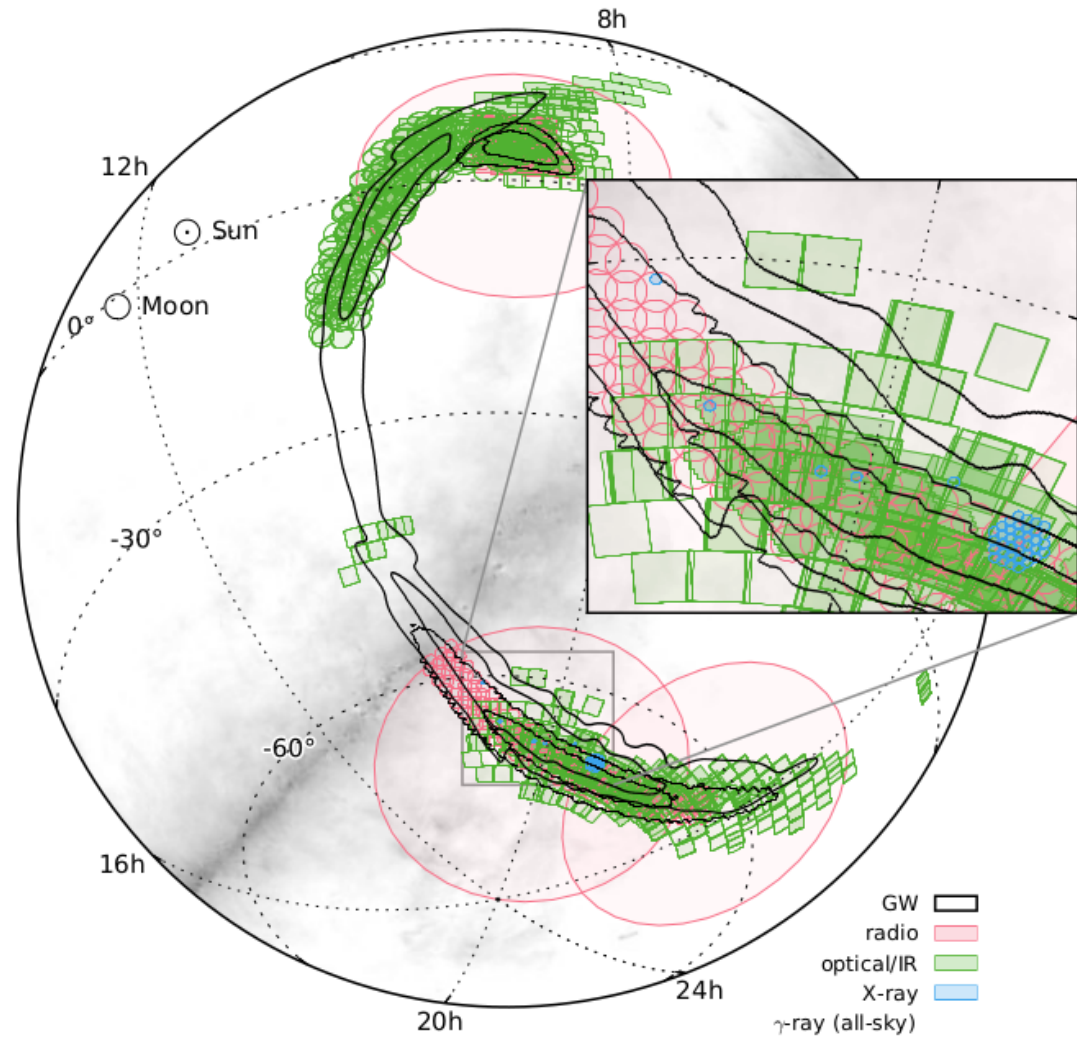 8h
12h
Sun
Moon
0°
-30°
-60°
16h
20h
24h
GW
radio
optical/IR
X-ray
γ-ray (all-sky)